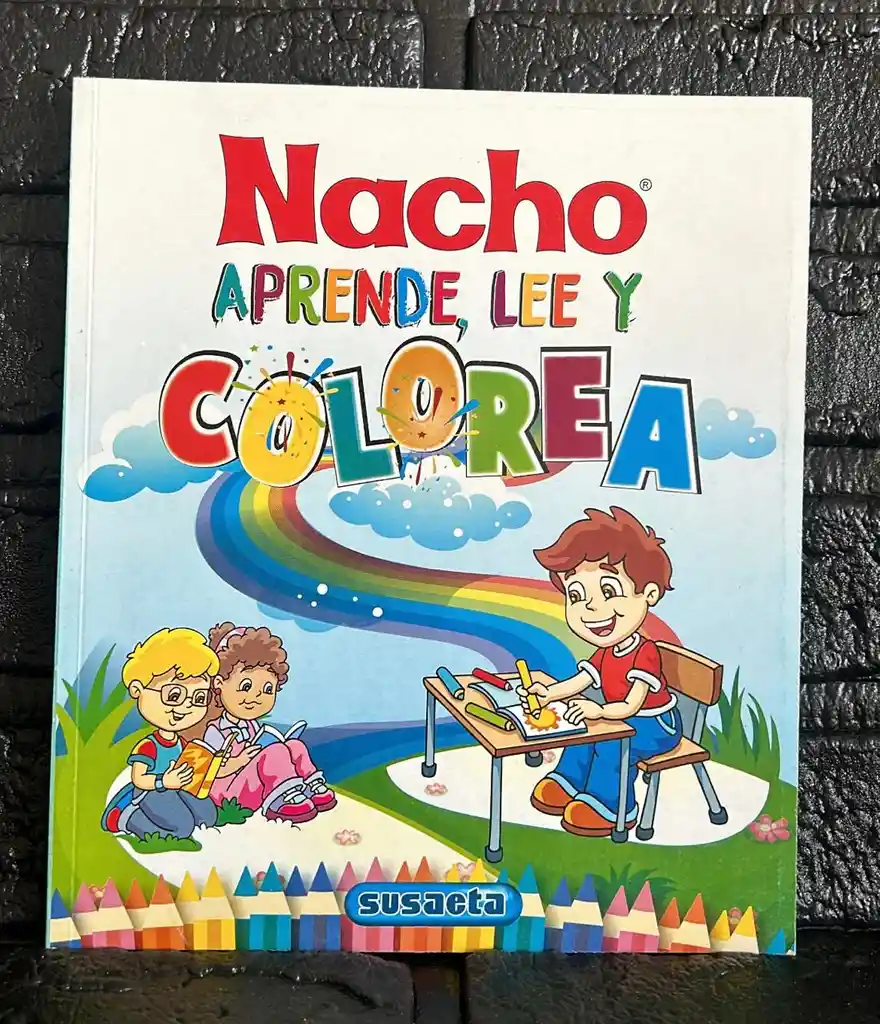 Nacho®
APRENDE, LEE Y
COLOREA
susaeta